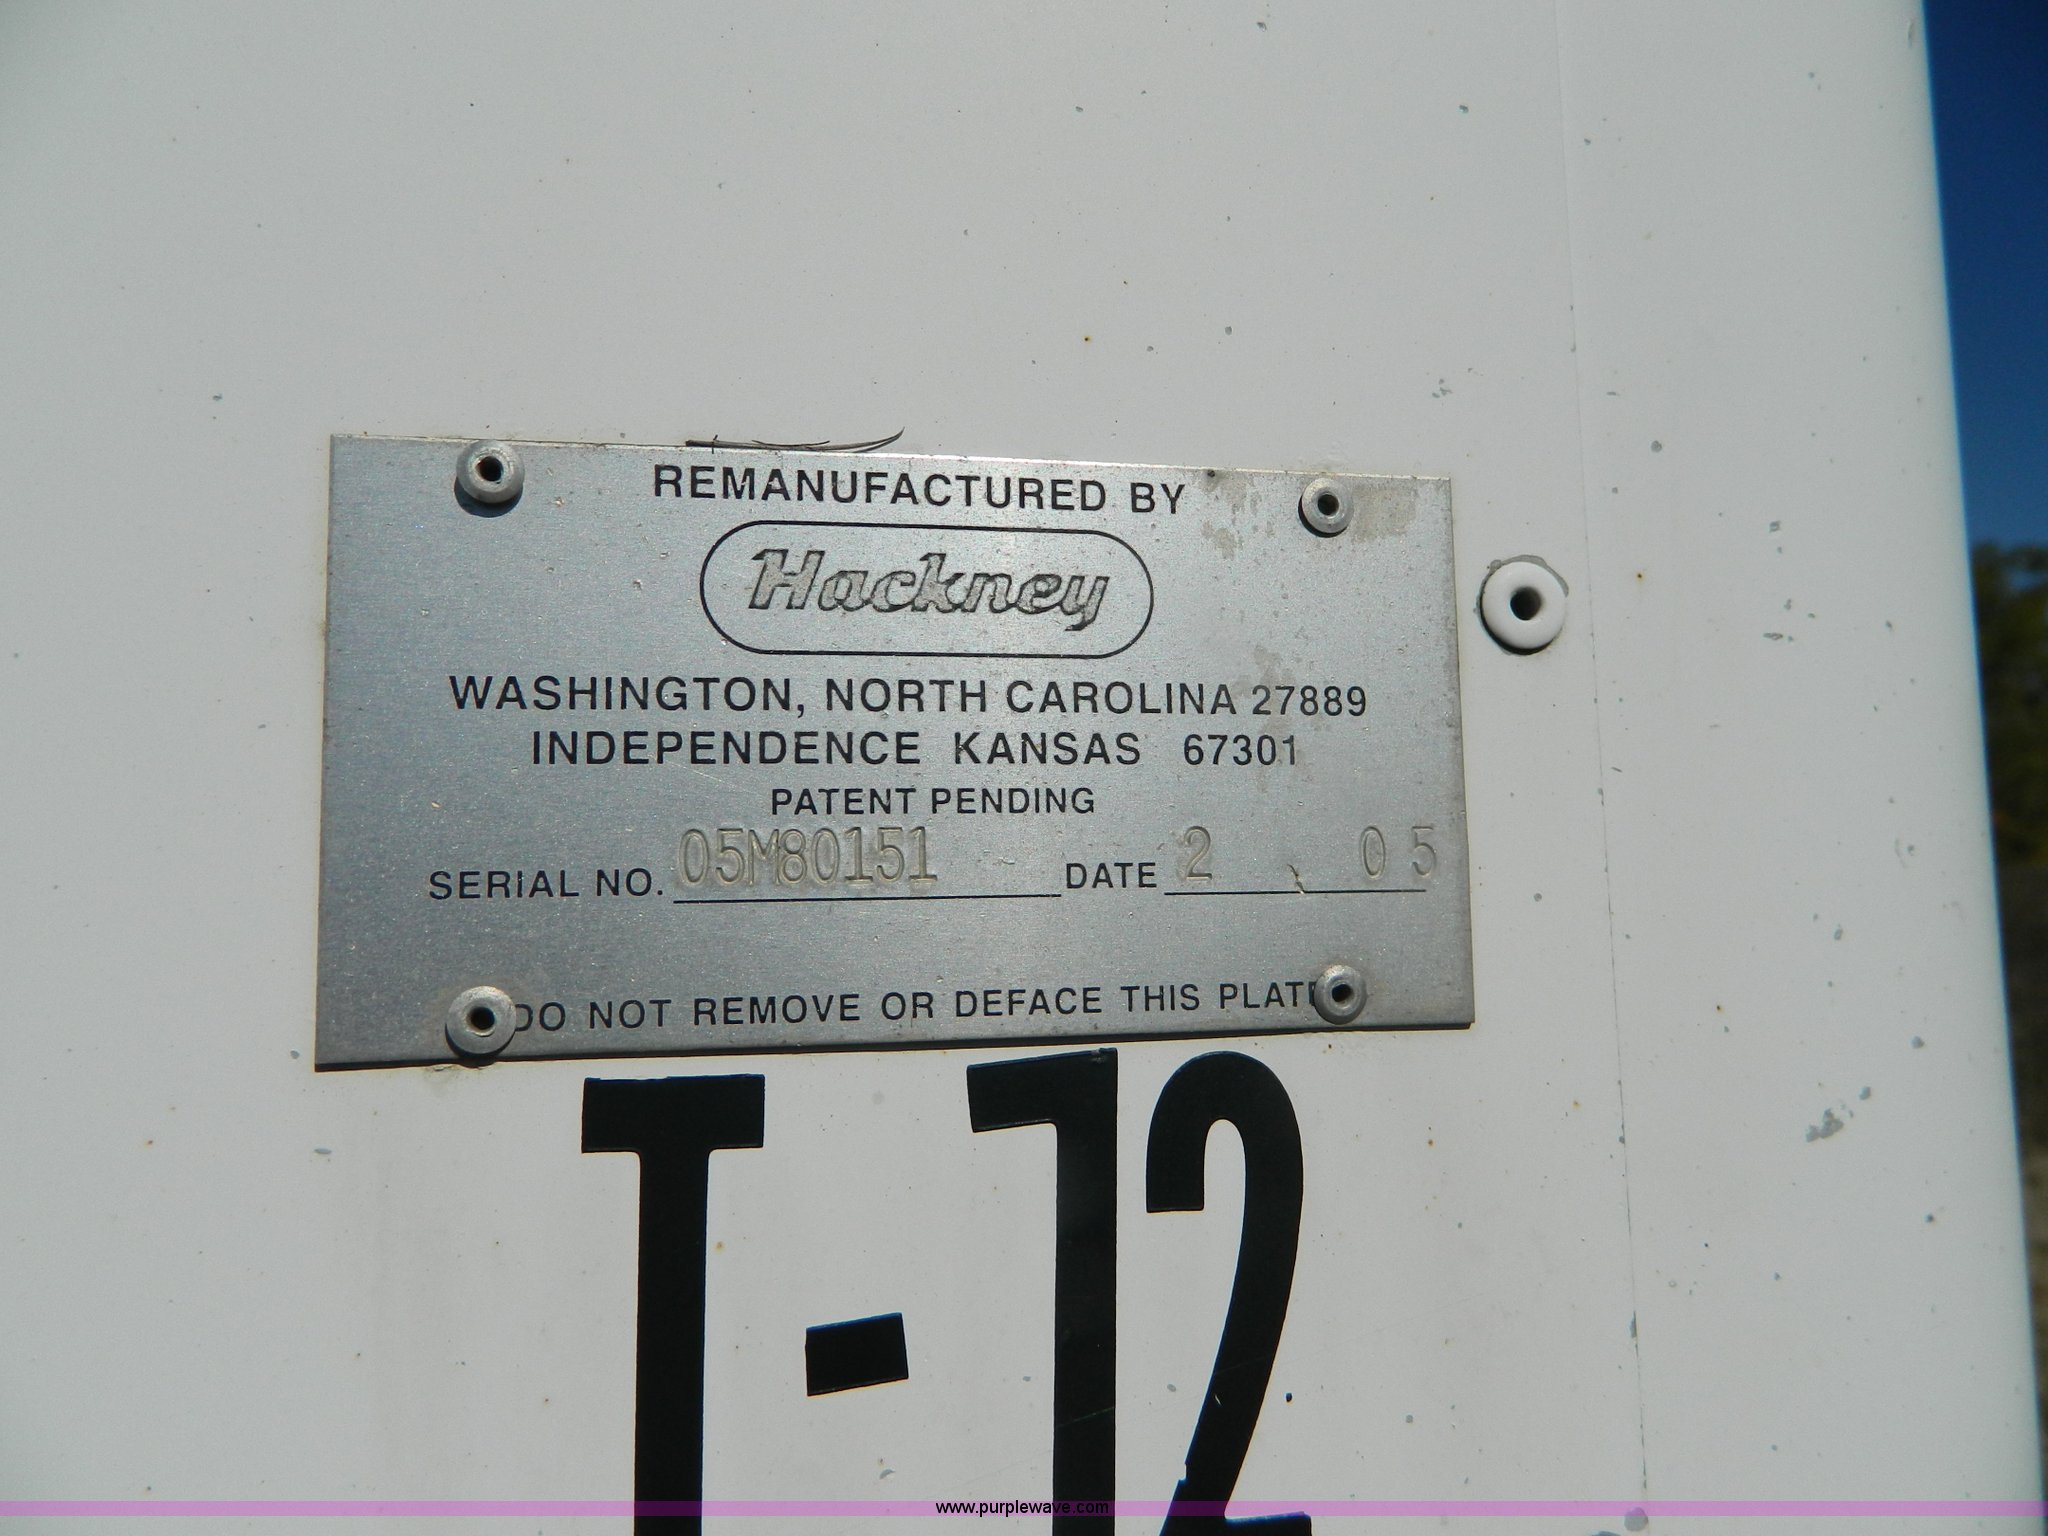 REMANUFACTURED BY
Hackney
WASHINGTON, NORTH CAROLINA 27889
INDEPENDENCE KANSAS 67301
PATENT PENDING
SERIAL NO. 05M80151 DATE 2 05
DO NOT REMOVE OR DEFACE THIS PLATE
T-12
www.purplewave.com